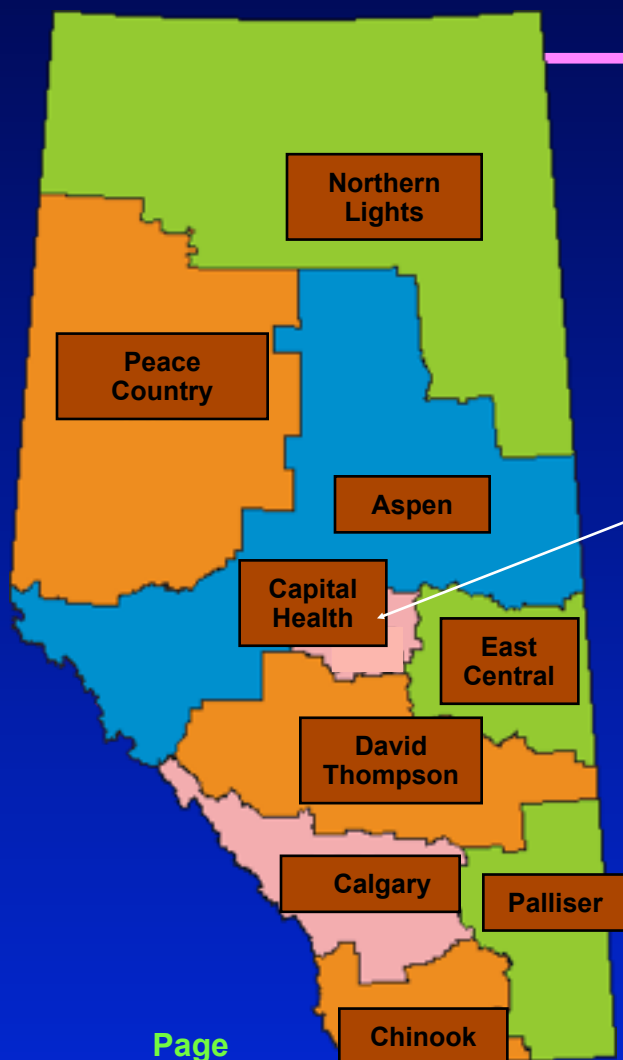 Northern
Lights
Peace
Country
Aspen
Capital
Health
East
Central
David
Thompson
Calgary
Palliser
Chinook
Page